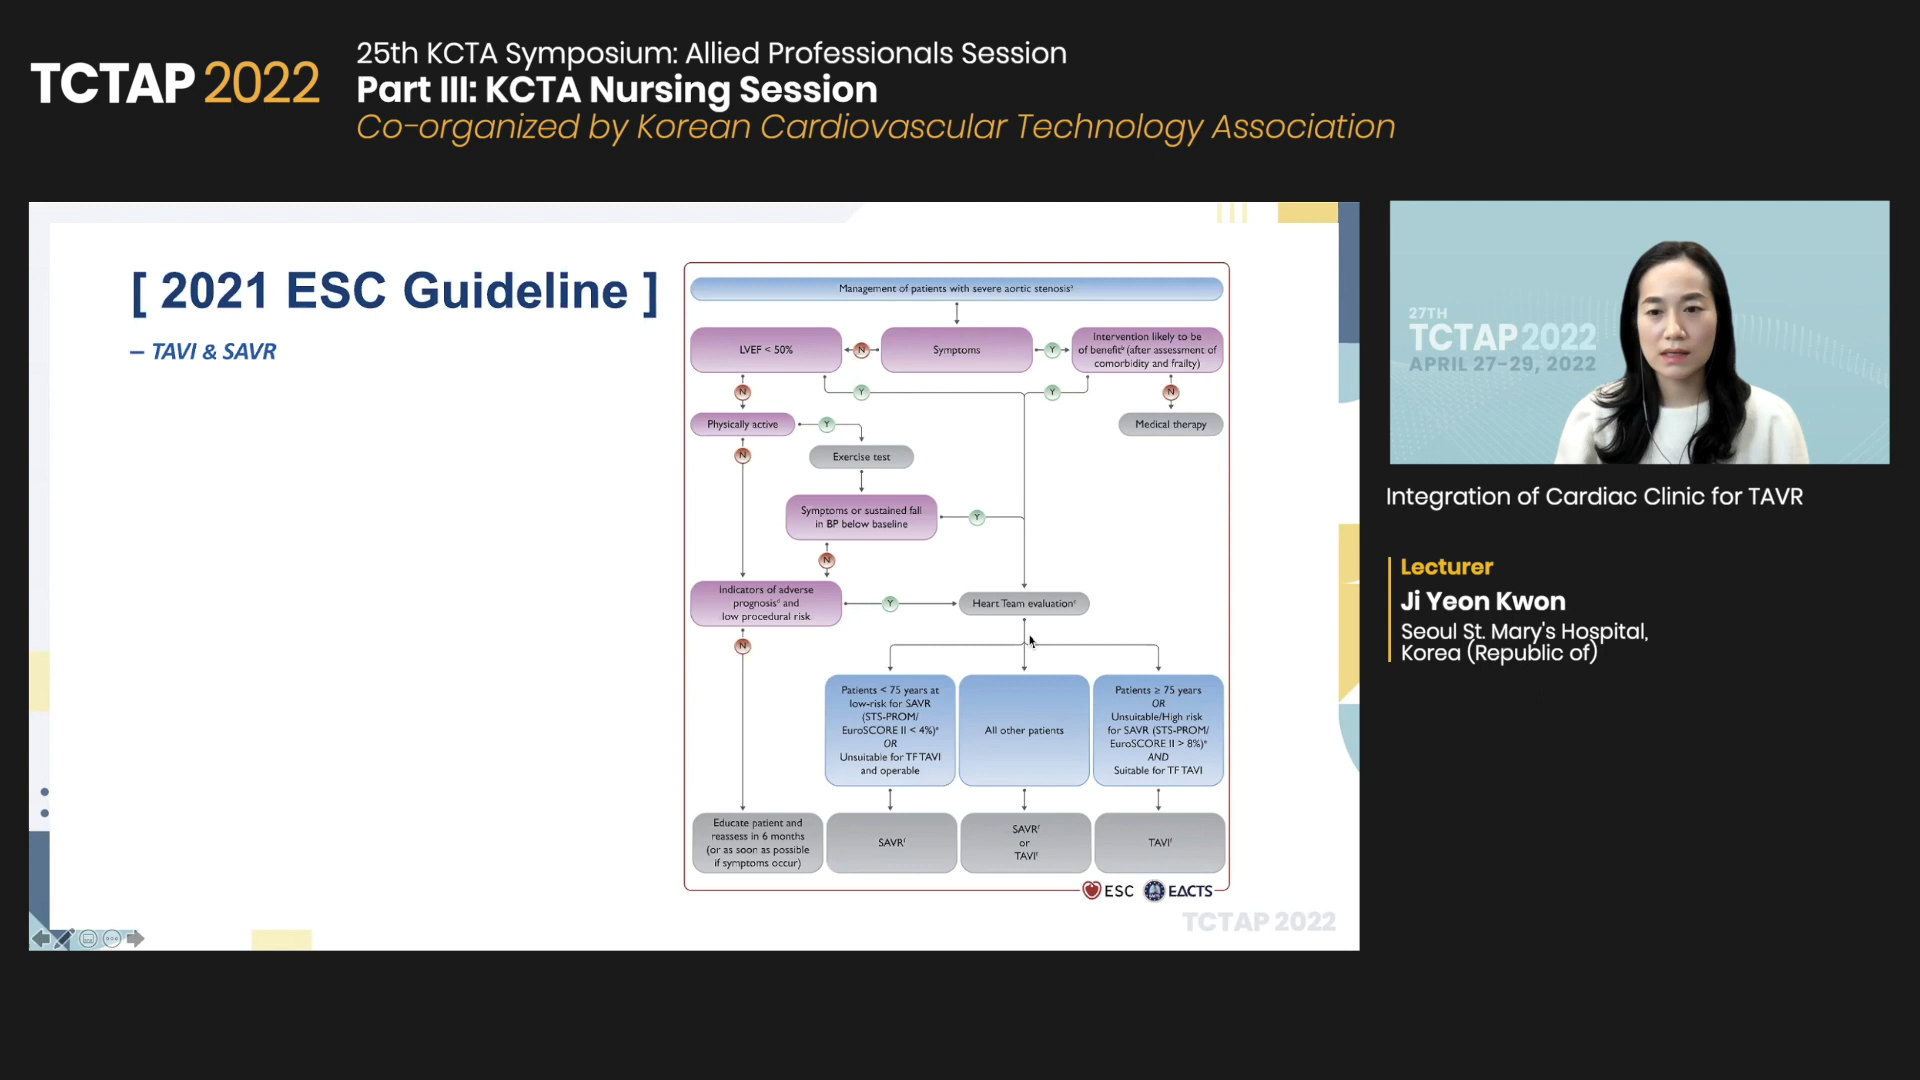 TCTAP 2022
25th KCTA Symposium: Allied Professionals Session
Part III: KCTA Nursing Session
Co-organized by Korean Cardiovascular Technology Association
[ 2021 ESC Guideline ]
– TAVI & SAVR
Management of patients with severe aortic stenosisᵃ
LVEF < 50%
N
Symptoms
Y
Intervention likely to be
of benefitᵇ (after assessment of
comorbidity and frailty)
N
Y
Y
N
Physically active
Y
Medical therapy
N
Exercise test
Symptoms or sustained fall
in BP below baseline
Y
N
Indicators of adverse
prognosisᵈ and
low procedural risk
Y
Heart Team evaluationᶠ
N
Patients < 75 years at
low-risk for SAVR
(STS-PROM/
EuroSCORE II < 4%)ᵉ
OR
Unsuitable for TF TAVI
and operable
All other patients
Patients ≥ 75 years
OR
Unsuitable/High risk
for SAVR (STS-PROM/
EuroSCORE II > 8%)ᵉ
AND
Suitable for TF TAVI
Educate patient and
reassess in 6 months
(or as soon as possible
if symptoms occur)
SAVRᶠ
SAVRᶠ
or
TAVIᶠ
TAVIᶠ
ESC
EACTS
TCTAP 2022
27TH
TCTAP 2022
APRIL 27-29, 2022
Integration of Cardiac Clinic for TAVR
Lecturer
Ji Yeon Kwon
Seoul St. Mary's Hospital,
Korea (Republic of)